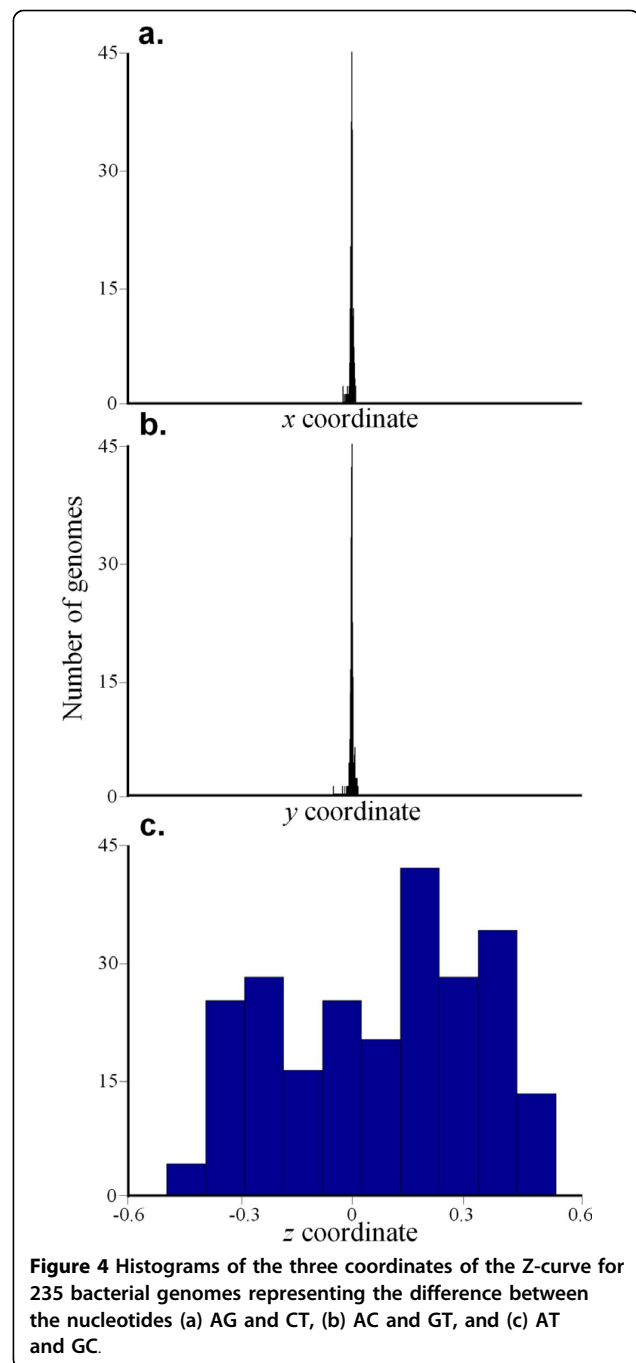 a.
45
30
15
0
x coordinate
b.
45
30
15
0
y coordinate
Number of genomes
c.
45
30
15
0
-0.6 -0.3 0 0.3 0.6
z coordinate
Figure 4 Histograms of the three coordinates of the Z-curve for
235 bacterial genomes representing the difference between
the nucleotides (a) AG and CT, (b) AC and GT, and (c) AT
and GC.